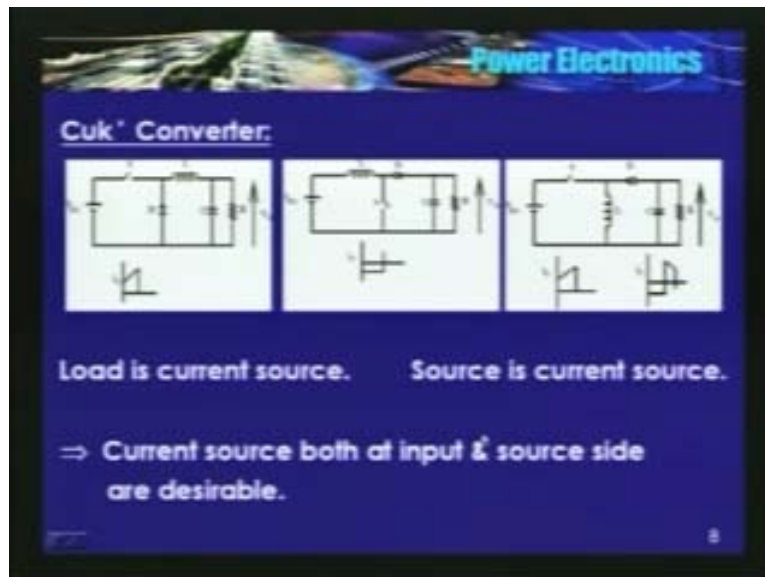 Power Electronics
Cuk' Converter:
Load is current source. Source is current source.
⇒ Current source both at input & source side
are desirable.
8